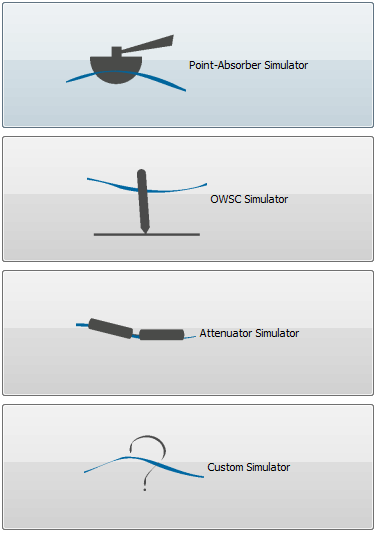 Point-Absorber Simulator
OWSC Simulator
Attenuator Simulator
Custom Simulator